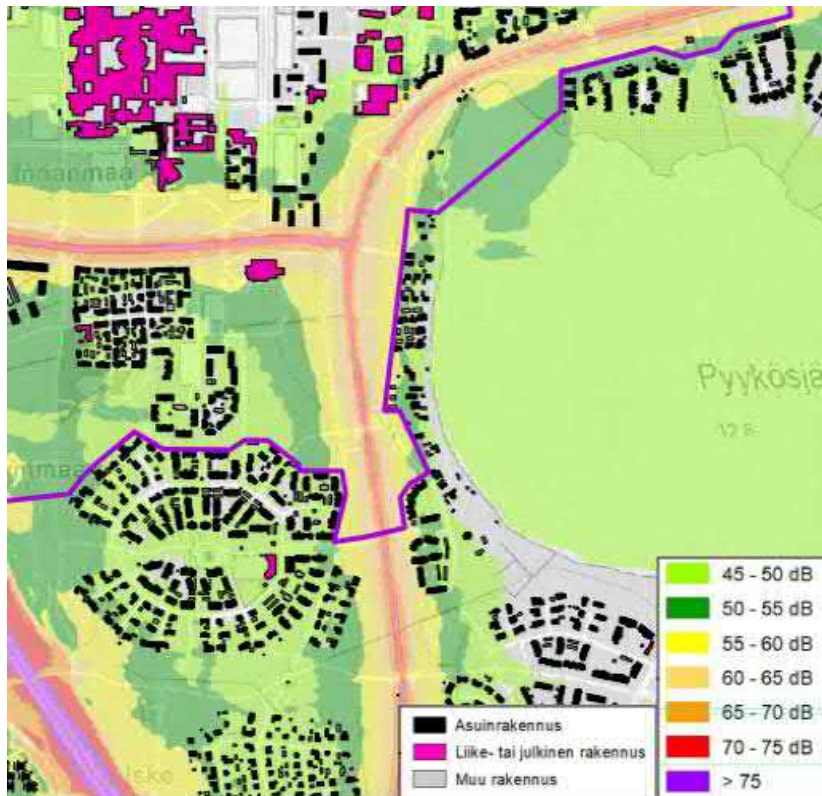 Pyykösjä
45 - 50 dB
50 - 55 dB
55 - 60 dB
60 - 65 dB
65 - 70 dB
70 - 75 dB
> 75
Asuinrakennus
Liike- tai julkinen rakennus
Muu rakennus
Iske